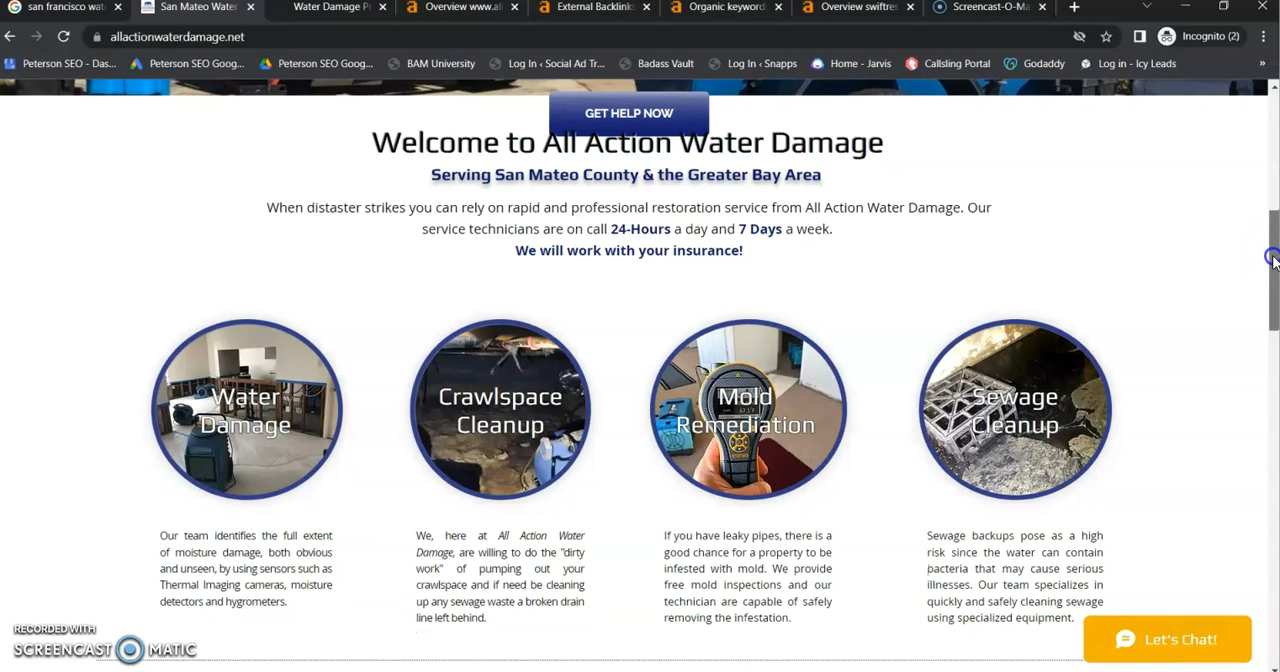 san francisco wat
San Mateo Water
Water Damage P
Overview www.al
External Backlinks
Organic keyword
Overview swiftres
Screencast-O-Ma
allactionwaterdamage.net
Incognito (2)
Peterson SEO - Das...
Peterson SEO Goog...
Peterson SEO Goog...
BAM University
Log In ‹ Social Ad Tr...
Badass Vault
Log In ‹ Snapps
Home - Jarvis
Callsling Portal
Godaddy
Log in - Icy Leads
GET HELP NOW
Welcome to All Action Water Damage
Serving San Mateo County & the Greater Bay Area
When distaster strikes you can rely on rapid and professional restoration service from All Action Water Damage. Our
service technicians are on call 24-Hours a day and 7 Days a week.
We will work with your insurance!
Water
Damage
Crawlspace
Cleanup
Mold
Remediation
Sewage
Cleanup
Our team identifies the full extent
of moisture damage, both obvious
and unseen, by using sensors such as
Thermal Imaging cameras, moisture
detectors and hygrometers.
We, here at All Action Water
Damage, are willing to do the "dirty
work" of pumping out your
crawlspace and if need be cleaning
up any sewage waste a broken drain
line left behind.
If you have leaky pipes, there is a
good chance for a property to be
infested with mold. We provide
free mold inspections and our
technician are capable of safely
removing the infestation.
Sewage backups pose as a high
risk since the water can contain
bacteria that may cause serious
illnesses. Our team specializes in
quickly and safely cleaning sewage
using specialized equipment.
Let's Chat!
RECORDED WITH
SCREENCAST MATIC